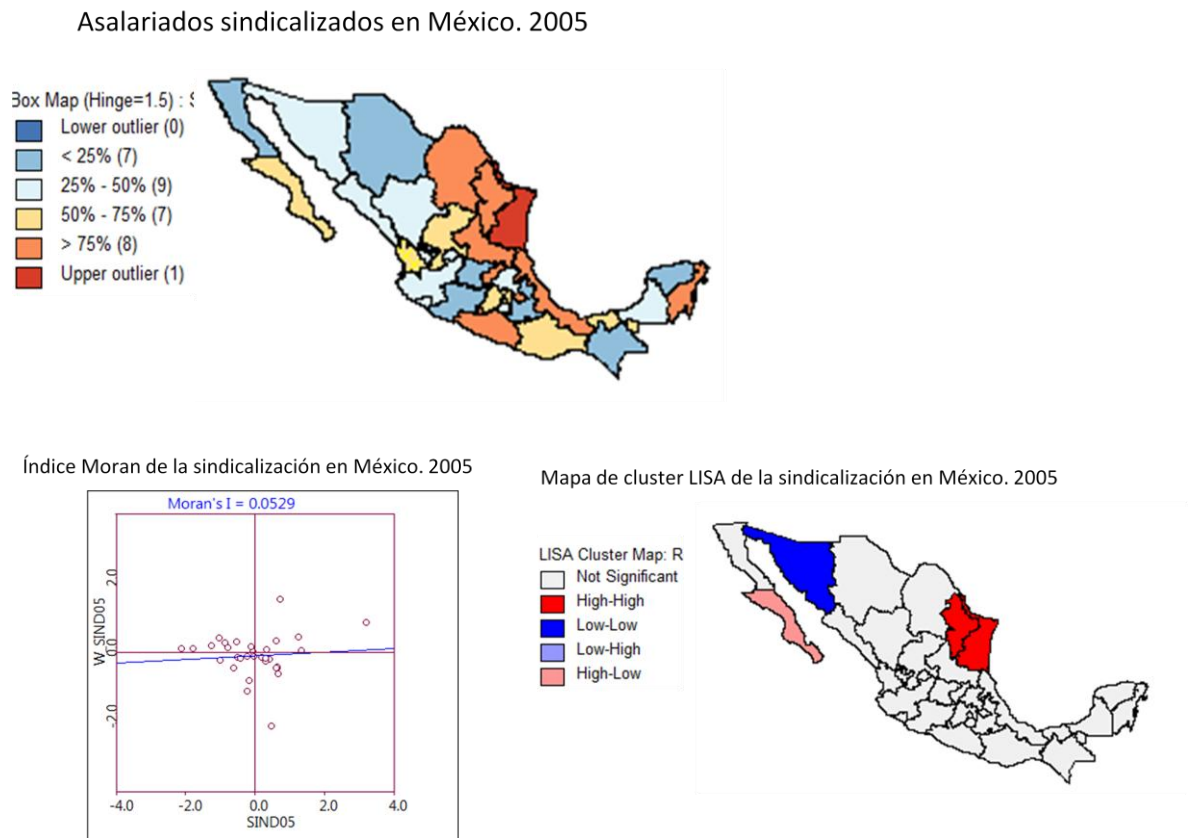 Asalariados sindicalizados en México. 2005
Box Map (Hinge=1.5) :
Lower outlier (0)
< 25% (7)
25% - 50% (9)
50% - 75% (7)
> 75% (8)
Upper outlier (1)
Índice Moran de la sindicalización en México. 2005
Moran's I = 0.0529
W_SIND05
2.0
0.0
-2.0
-4.0 -2.0 0.0 2.0 4.0
SIND05
Mapa de cluster LISA de la sindicalización en México. 2005
LISA Cluster Map: R
Not Significant
High-High
Low-Low
Low-High
High-Low